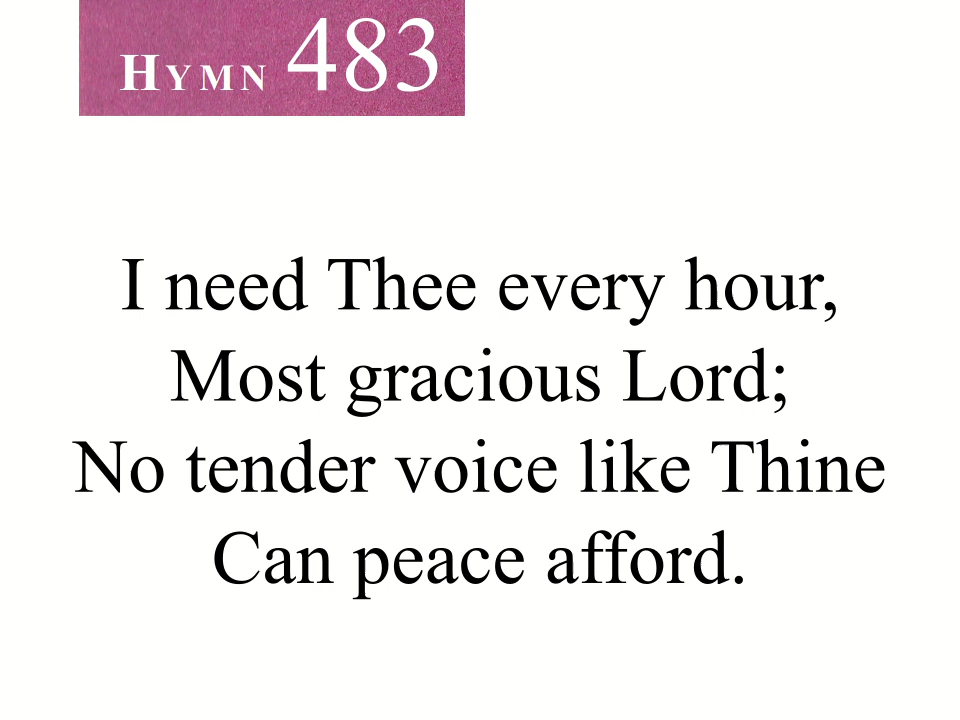 HYMN 483
I need Thee every hour,
Most gracious Lord;
No tender voice like Thine
Can peace afford.